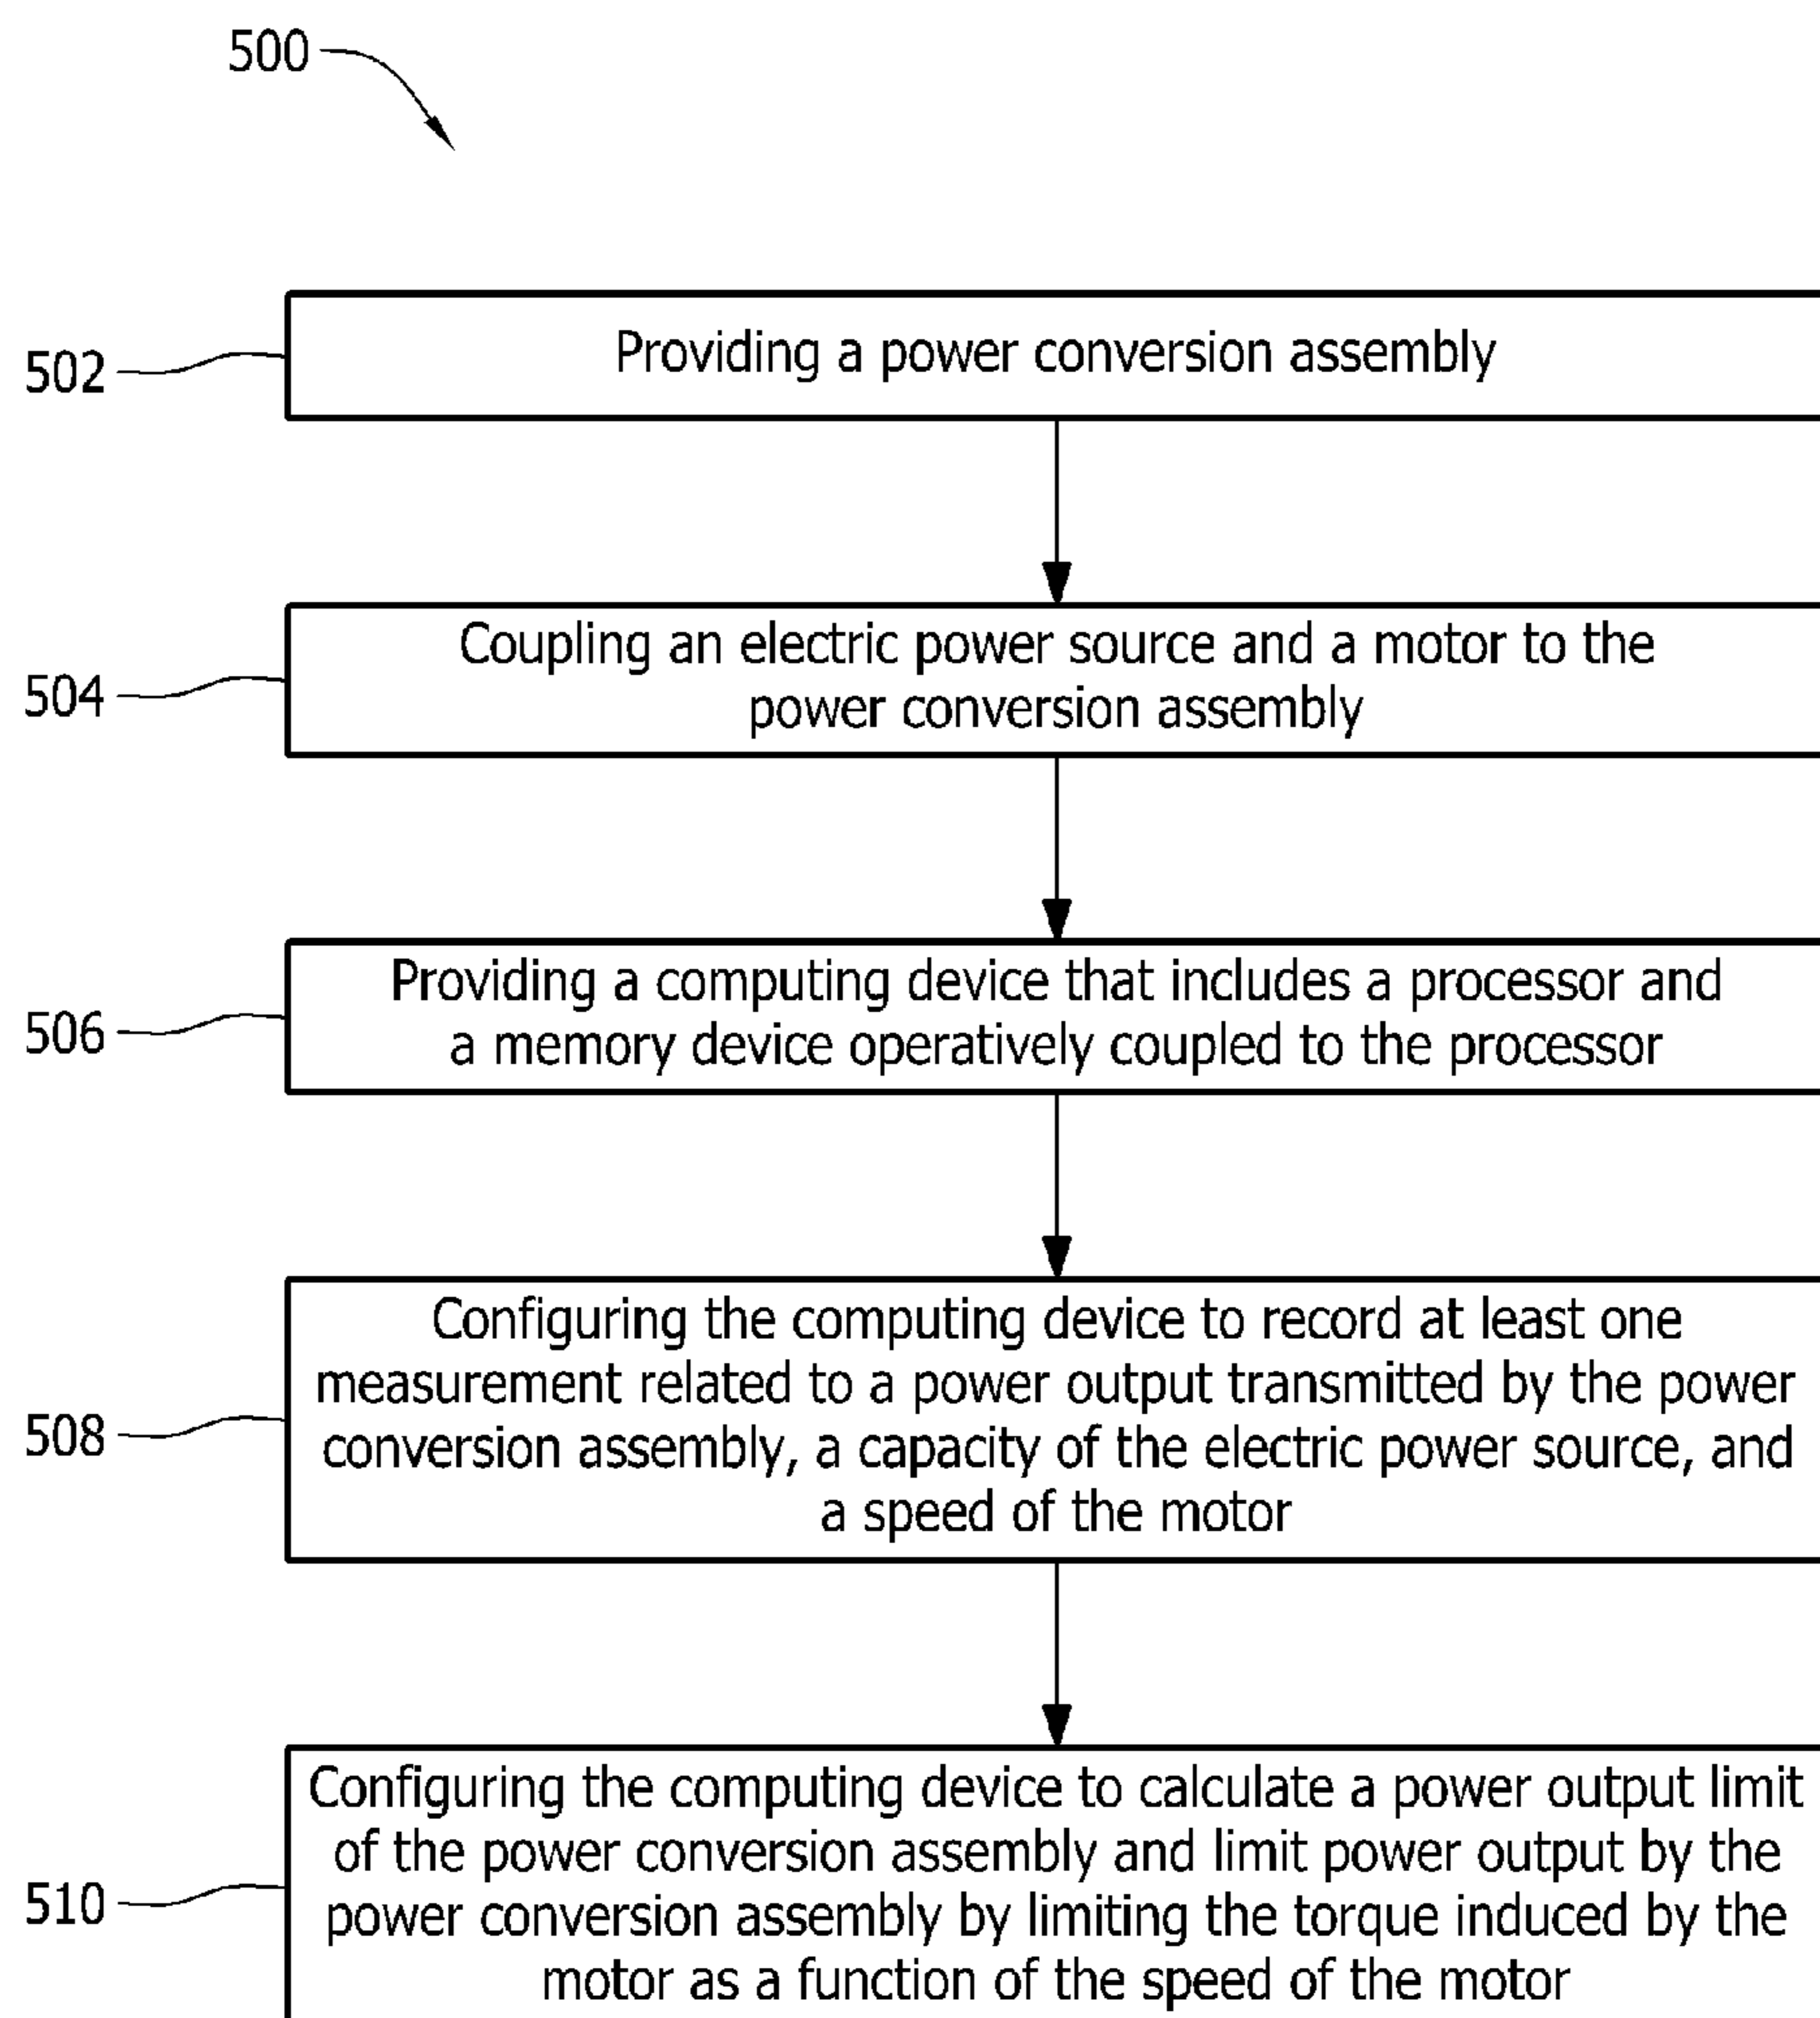 500
502
Providing a power conversion assembly
504
Coupling an electric power source and a motor to the
power conversion assembly
506
Providing a computing device that includes a processor and
a memory device operatively coupled to the processor
508
Configuring the computing device to record at least one
measurement related to a power output transmitted by the power
conversion assembly, a capacity of the electric power source, and
a speed of the motor
510
Configuring the computing device to calculate a power output limit
of the power conversion assembly and limit power output by the
power conversion assembly by limiting the torque induced by the
motor as a function of the speed of the motor